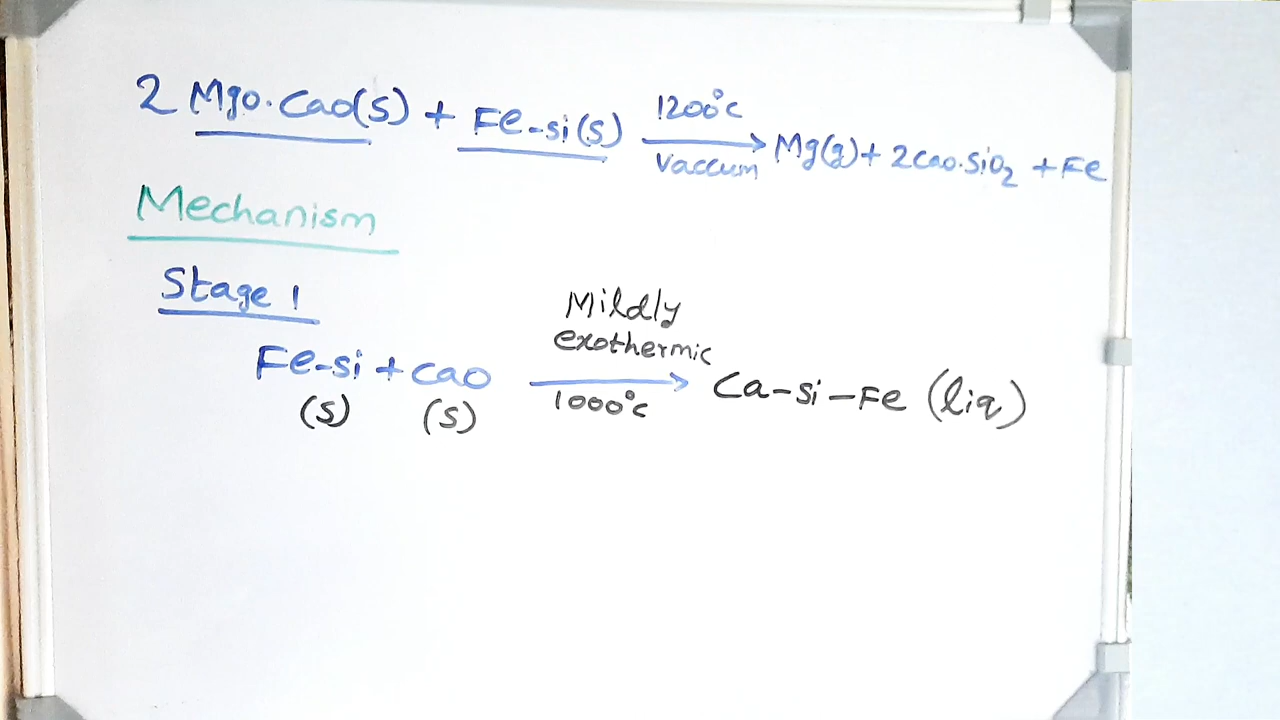 2 MgO.CaO(S) + Fe-si(s) 1200°C vaccum Mg(g)+ 2CaO.SiO2 + Fe
Mechanism
Stage 1
Mildly
exothermic
Fe-si + CaO Ca-Si-Fe (liq)
(S) (S) 1000°C